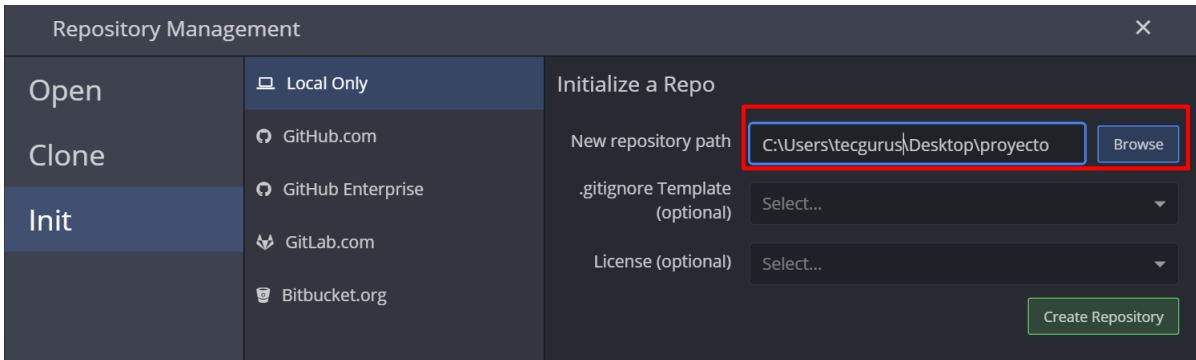 Repository Management
Open
Clone
Init
Local Only
GitHub.com
GitHub Enterprise
GitLab.com
Bitbucket.org
Initialize a Repo
New repository path C:\Users\tecgurus\Desktop\proyecto Browse
.gitignore Template
(optional) Select...
License (optional) Select...
Create Repository